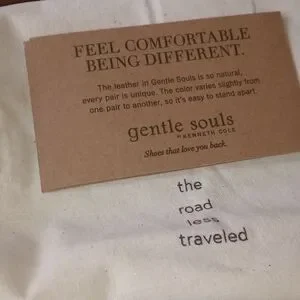 FEEL COMFORTABLE
BEING DIFFERENT.
The leather in Gentle Souls is so natural,
every pair is unique. The color varies slightly from
one pair to another, so it's easy to stand apart.
gentle souls
BY KENNETH COLE
Shoes that love you back.
the
road
less
traveled